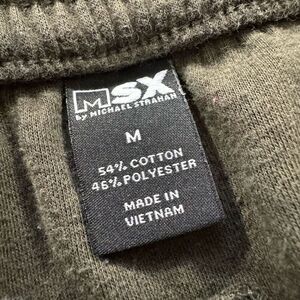 MSX
by MICHAEL STRAHAN
M
54% COTTON
46% POLYESTER
MADE IN
VIETNAM